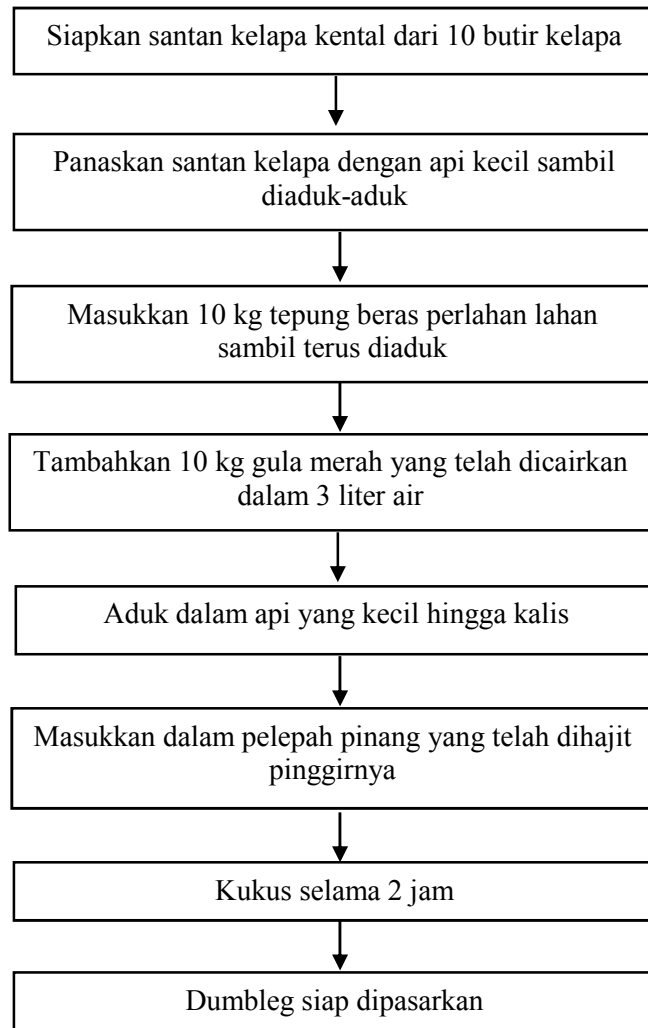 Siapkan santan kelapa kental dari 10 butir kelapa
Panaskan santan kelapa dengan api kecil sambil
diaduk-aduk
Masukkan 10 kg tepung beras perlahan lahan
sambil terus diaduk
Tambahkan 10 kg gula merah yang telah dicairkan
dalam 3 liter air
Aduk dalam api yang kecil hingga kalis
Masukkan dalam pelepah pinang yang telah dihajit
pinggirnya
Kukus selama 2 jam
Dumbleg siap dipasarkan